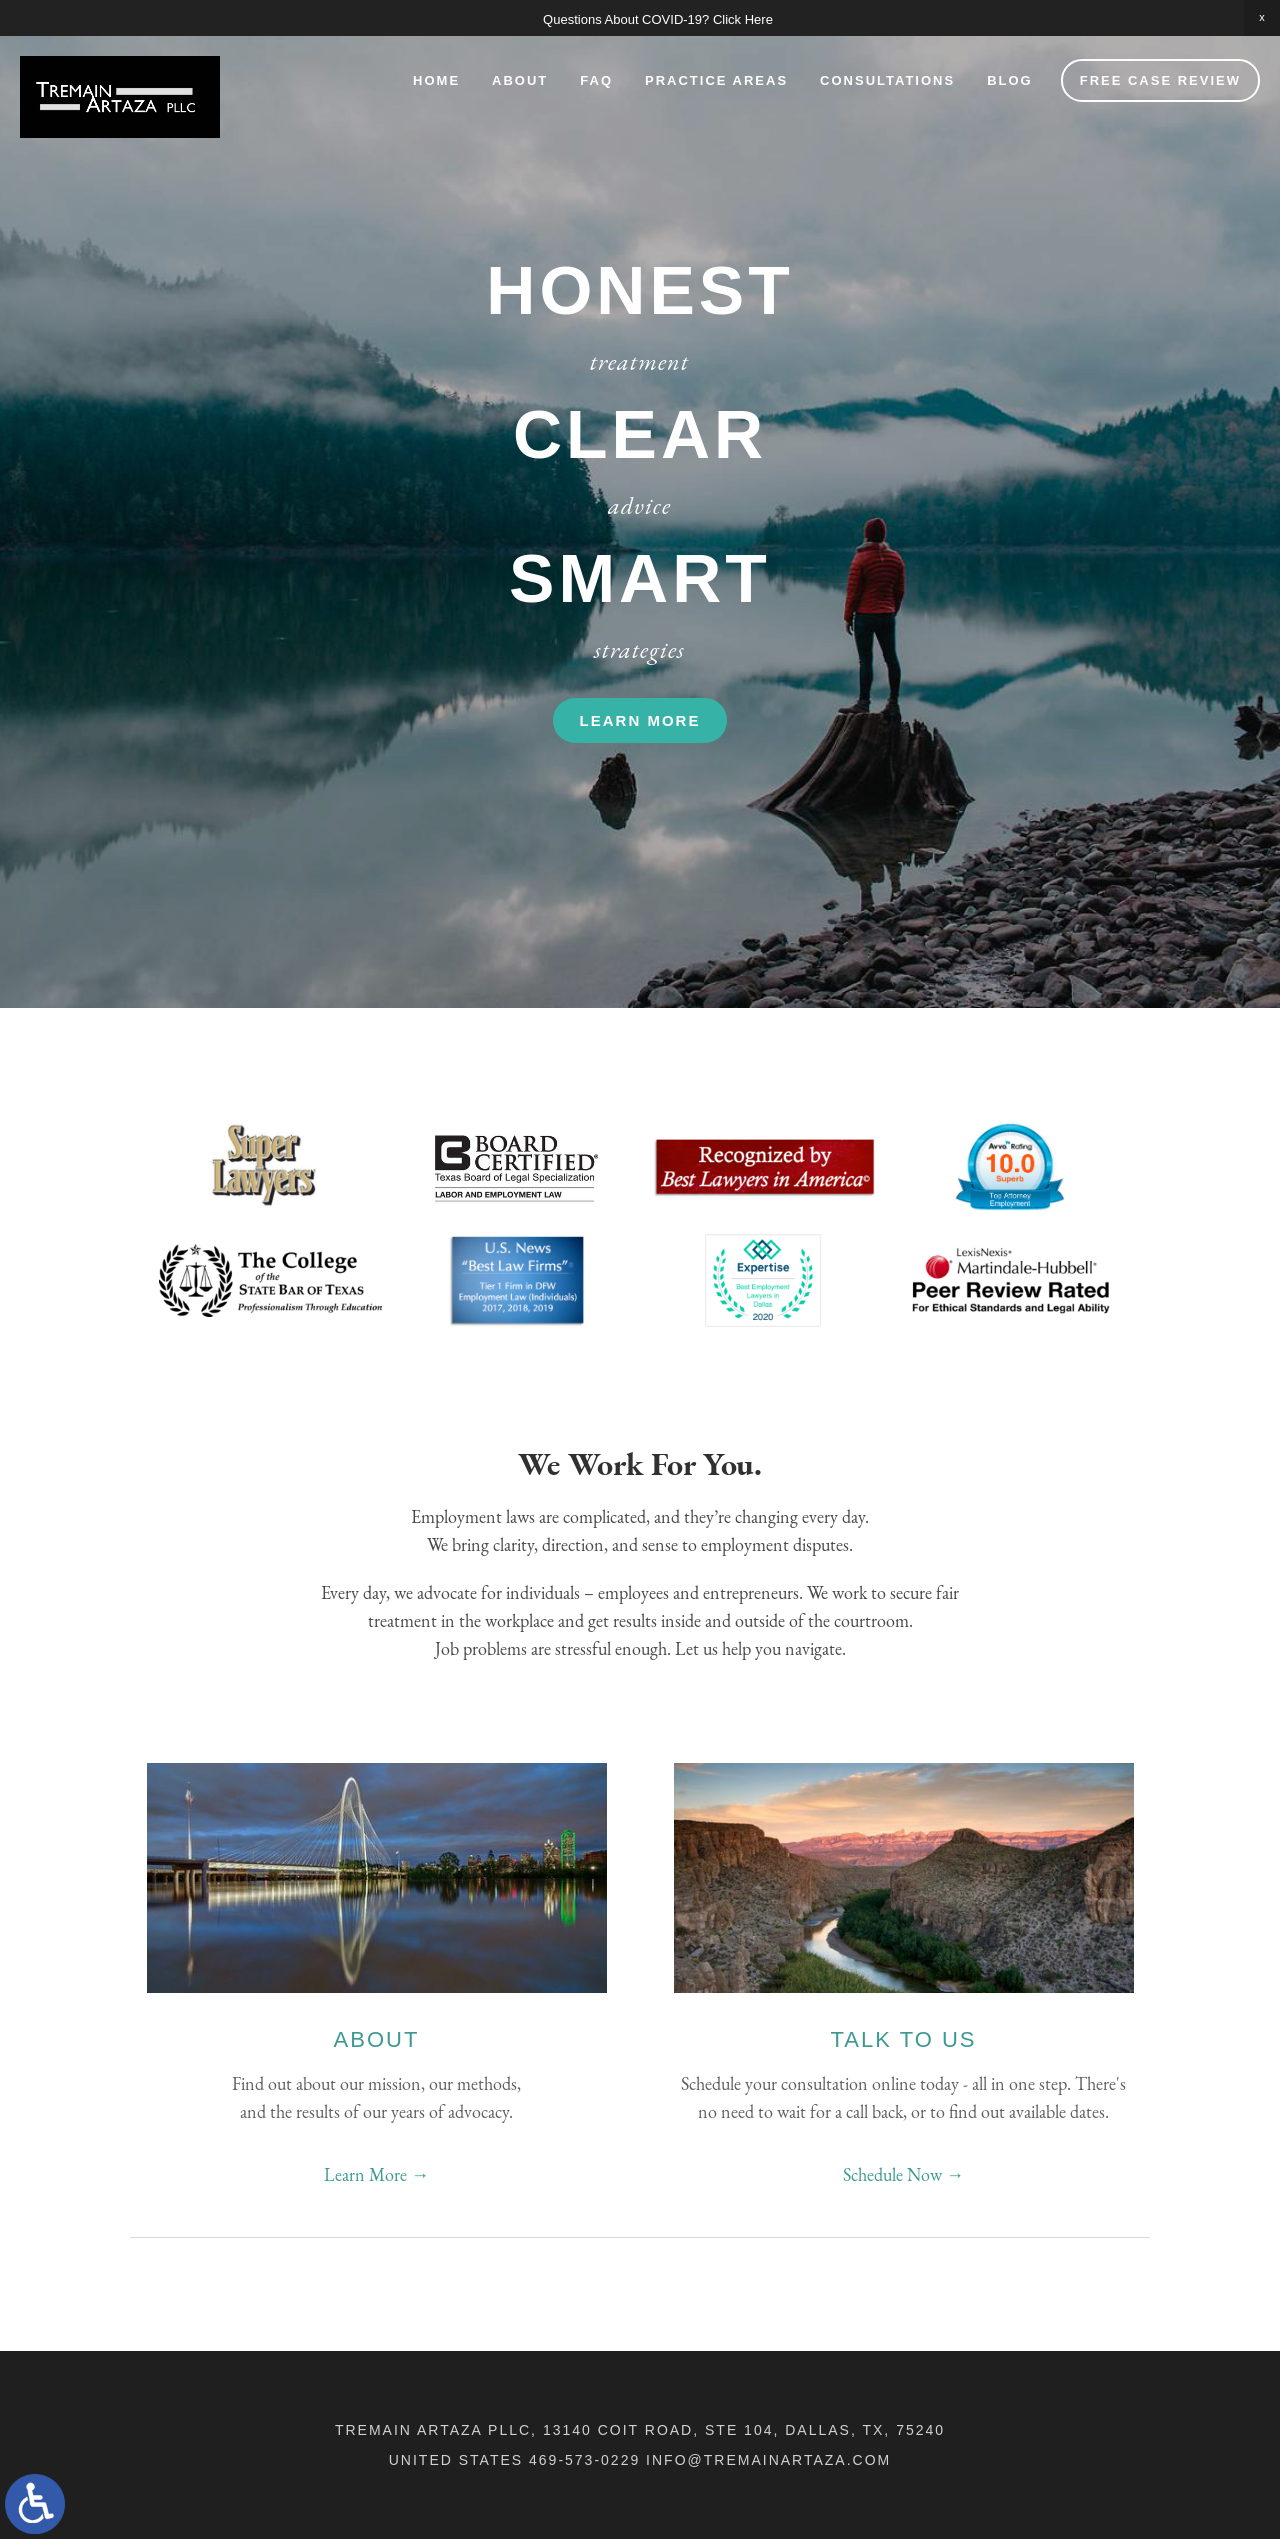 Questions About COVID-19? Click Here
x
TREMAIN
ARTAZA PLLC
HOME ABOUT FAQ PRACTICE AREAS CONSULTATIONS BLOG FREE CASE REVIEW
HONEST
treatment
CLEAR
advice
SMART
strategies
LEARN MORE
Super
Lawyers
BOARD
CERTIFIED®
Texas Board of Legal Specialization
LABOR AND EMPLOYMENT LAW
Recognized by
Best Lawyers in America©
Avvo Rating
10.0
Superb
Top Attorney
Employment
The College
of the
STATE BAR OF TEXAS
Professionalism Through Education
U.S. News
"Best Law Firms"
Tier 1 Firm in DFW
Employment Law (Individuals)
2017, 2018, 2019
Expertise
Best Employment
Lawyers in
Dallas
2020
LexisNexis®
Martindale-Hubbell®
Peer Review Rated
For Ethical Standards and Legal Ability
We Work For You.
Employment laws are complicated, and they’re changing every day.
We bring clarity, direction, and sense to employment disputes.
Every day, we advocate for individuals – employees and entrepreneurs. We work to secure fair
treatment in the workplace and get results inside and outside of the courtroom.
Job problems are stressful enough. Let us help you navigate.
ABOUT
Find out about our mission, our methods,
and the results of our years of advocacy.
Learn More →
TALK TO US
Schedule your consultation online today - all in one step. There's
no need to wait for a call back, or to find out available dates.
Schedule Now →
TREMAIN ARTAZA PLLC, 13140 COIT ROAD, STE 104, DALLAS, TX, 75240
UNITED STATES 469-573-0229 INFO@TREMAINARTAZA.COM